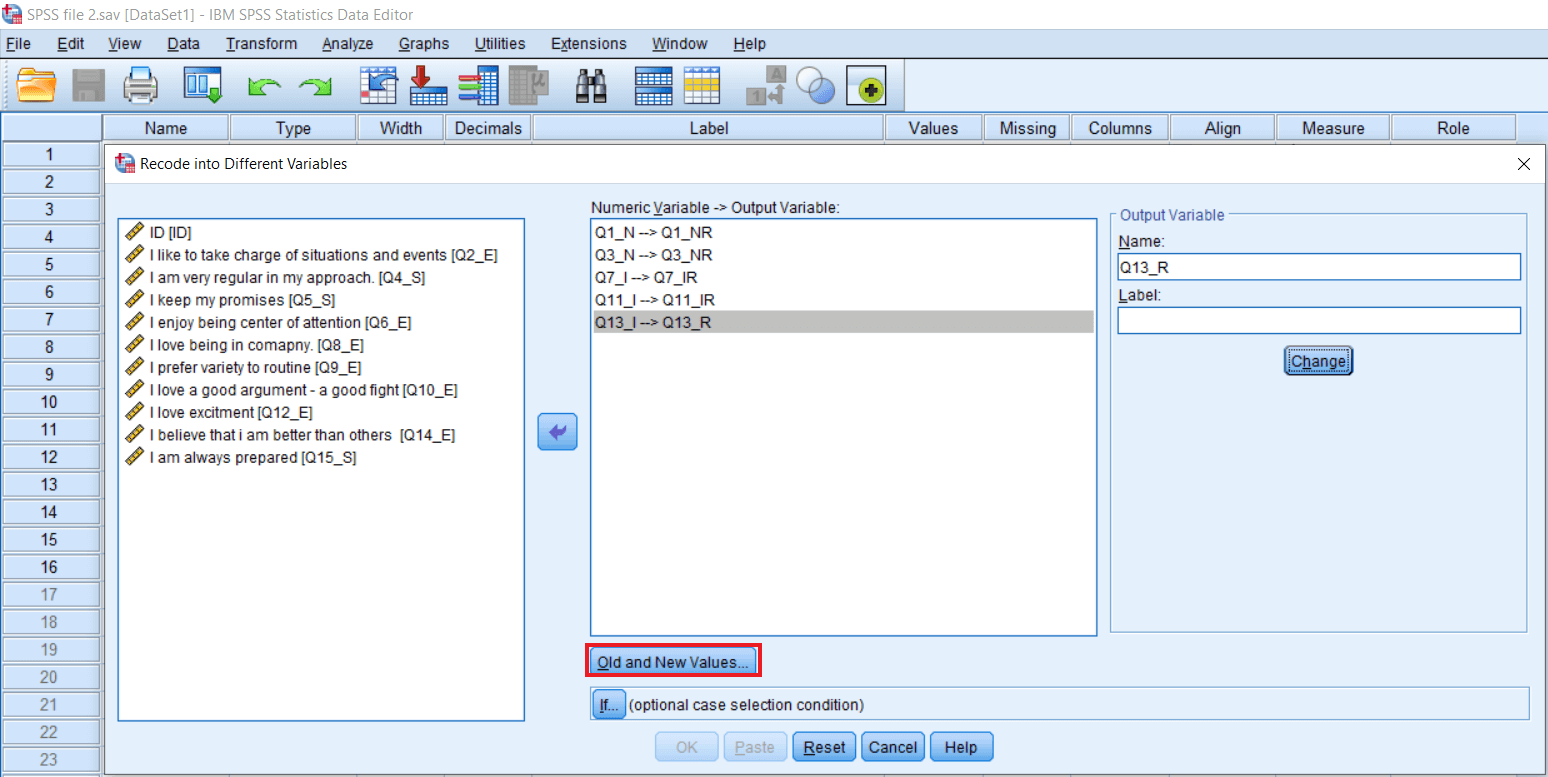 SPSS file 2.sav [DataSet1] - IBM SPSS Statistics Data Editor
File Edit View Data Transform Analyze Graphs Utilities Extensions Window Help
A
µ
1
Name Type Width Decimals Label Values Missing Columns Align Measure Role
1
2
3
4
5
6
7
8
9
10
11
12
13
14
15
16
17
18
19
20
21
22
23
Recode into Different Variables
ID [ID]
I like to take charge of situations and events [Q2_E]
I am very regular in my approach. [Q4_S]
I keep my promises [Q5_S]
I enjoy being center of attention [Q6_E]
I love being in comapny. [Q8_E]
I prefer variety to routine [Q9_E]
I love a good argument - a good fight [Q10_E]
I love excitment [Q12_E]
I believe that i am better than others [Q14_E]
I am always prepared [Q15_S]
Numeric Variable -> Output Variable:
Q1_N --> Q1_NR
Q3_N --> Q3_NR
Q7_I --> Q7_IR
Q11_I --> Q11_IR
Q13_I --> Q13_R
Output Variable
Name:
Q13_R
Label:
Change
Old and New Values...
If... (optional case selection condition)
OK Paste Reset Cancel Help